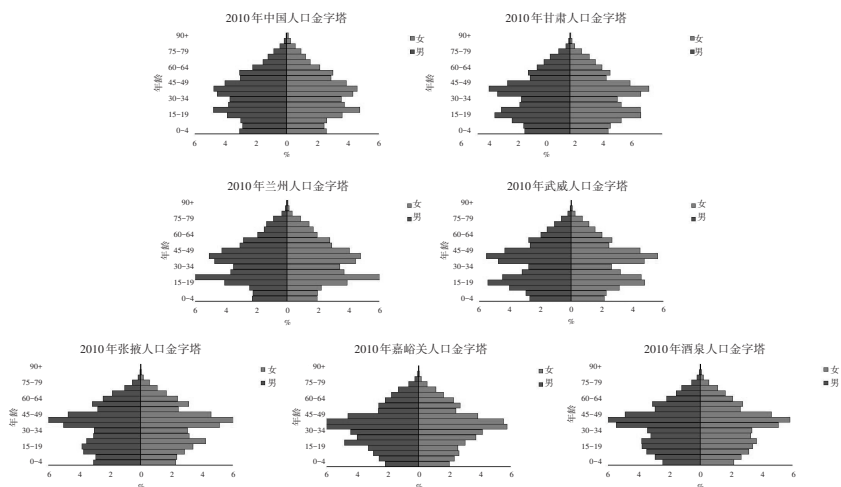 2010年中国人口金字塔
90+
75-79
60-64
45-49
30-34
15-19
0-4
年龄
6 4 2 0 2 4 6
%
女
男
2010年甘肃人口金字塔
90+
75-79
60-64
45-49
30-34
15-19
0-4
年龄
6 4 2 0 2 4 6
%
女
男
2010年兰州人口金字塔
90+
75-79
60-64
45-49
30-34
15-19
0-4
年龄
6 4 2 0 2 4 6
%
女
男
2010年武威人口金字塔
90+
75-79
60-64
45-49
30-34
15-19
0-4
年龄
6 4 2 0 2 4 6
%
女
男
2010年张掖人口金字塔
90+
75-79
60-64
45-49
30-34
15-19
0-4
年龄
6 4 2 0 2 4 6
%
女
男
2010年嘉峪关人口金字塔
90+
75-79
60-64
45-49
30-34
15-19
0-4
年龄
6 4 2 0 2 4 6
%
女
男
2010年酒泉人口金字塔
90+
75-79
60-64
45-49
30-34
15-19
0-4
年龄
6 4 2 0 2 4 6
%
女
男